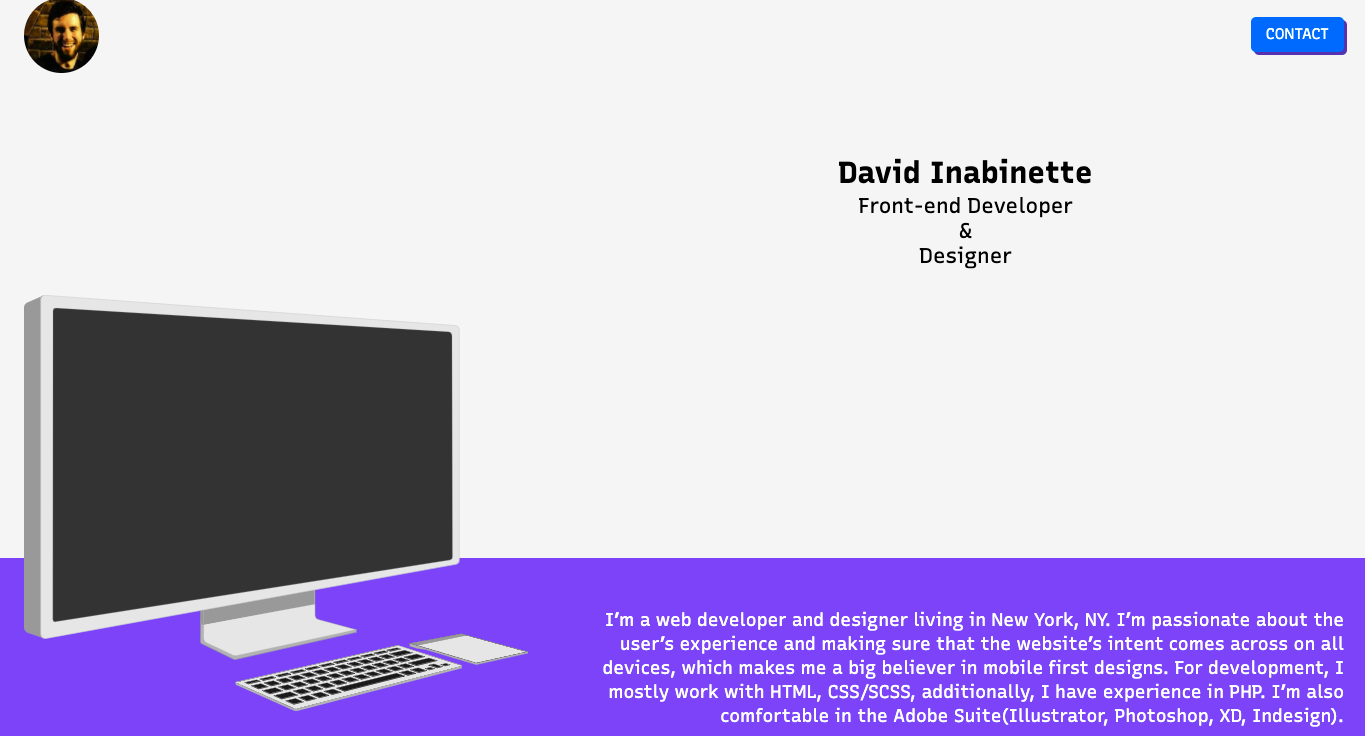 CONTACT
David Inabinette
Front-end Developer
&
Designer
I’m a web developer and designer living in New York, NY. I’m passionate about the
user’s experience and making sure that the website’s intent comes across on all
devices, which makes me a big believer in mobile first designs. For development, I
mostly work with HTML, CSS/SCSS, additionally, I have experience in PHP. I’m also
comfortable in the Adobe Suite(Illustrator, Photoshop, XD, Indesign).